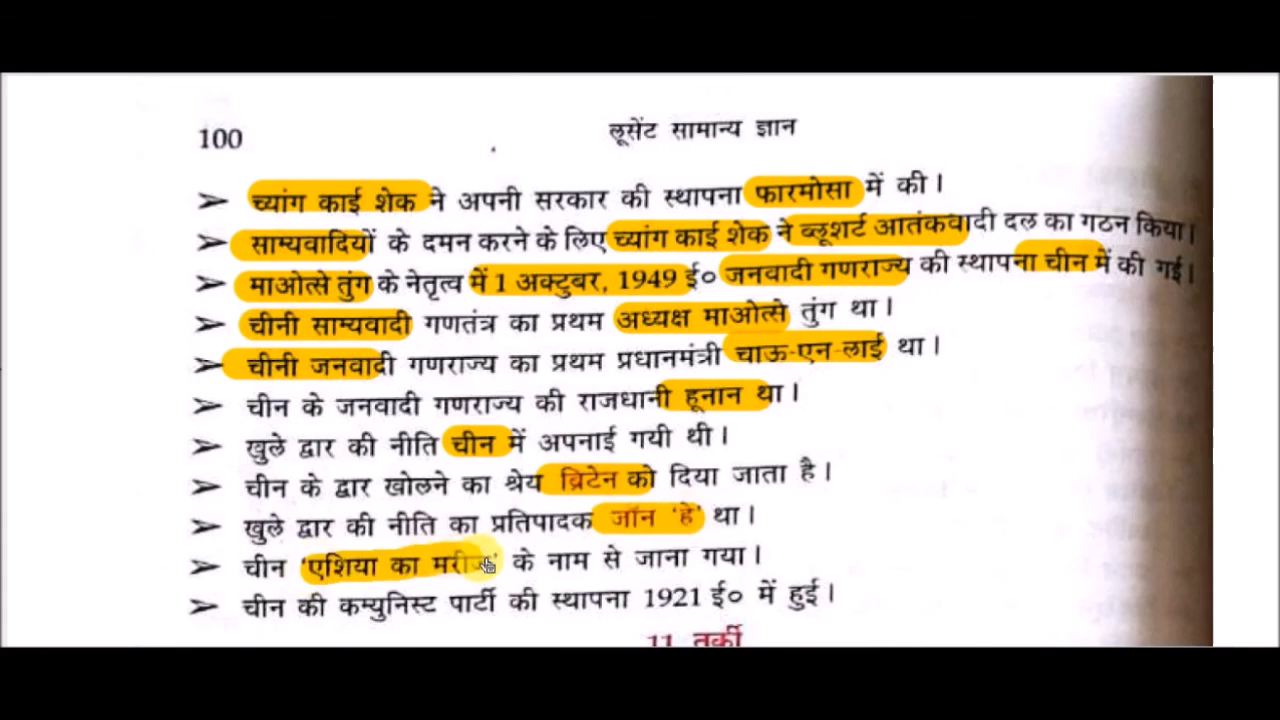 100
लूसेंट सामान्य ज्ञान
➢ च्यांग काई शेक ने अपनी सरकार की स्थापना फारमोसा में की।
➢ साम्यवादियों के दमन करने के लिए च्यांग काई शेक ने ब्लूशर्ट आतंकवादी दल का गठन किया।
➢ माओत्से तुंग के नेतृत्व में 1 अक्टुबर, 1949 ई० जनवादी गणराज्य की स्थापना चीन में की गई।
➢ चीनी साम्यवादी गणतंत्र का प्रथम अध्यक्ष माओत्से तुंग था।
➢ चीनी जनवादी गणराज्य का प्रथम प्रधानमंत्री चाऊ-एन-लाई था।
➢ चीन के जनवादी गणराज्य की राजधानी हूनान था।
➢ खुले द्वार की नीति चीन में अपनाई गयी थी।
➢ चीन के द्वार खोलने का श्रेय ब्रिटेन को दिया जाता है।
➢ खुले द्वार की नीति का प्रतिपादक जॉन 'हे' था।
➢ चीन 'एशिया का मरीज' के नाम से जाना गया।
➢ चीन की कम्युनिस्ट पार्टी की स्थापना 1921 ई० में हुई।
11. तुर्की